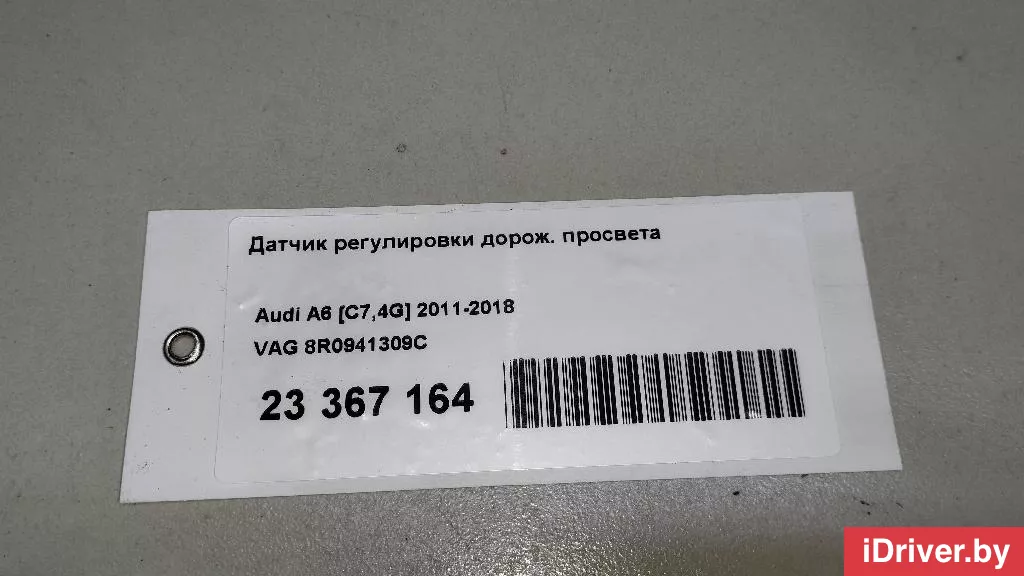 Датчик регулировки дорож. просвета
Audi A6 [C7,4G] 2011-2018
VAG 8R0941309C
23 367 164
iDriver.by